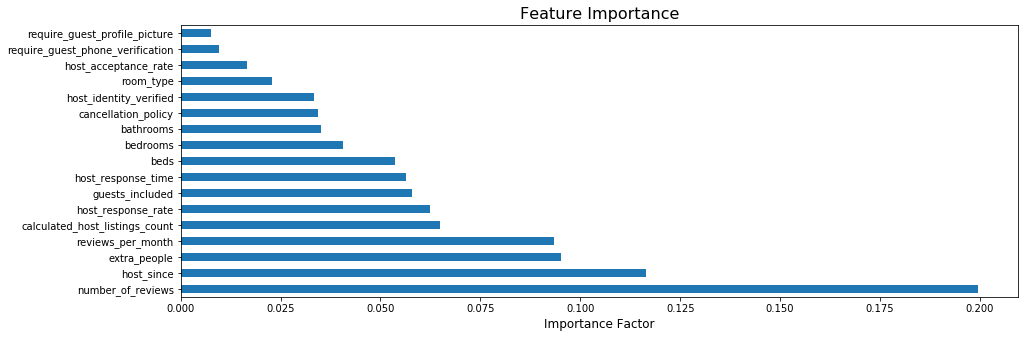 Feature Importance
require_guest_profile_picture
require_guest_phone_verification
host_acceptance_rate
room_type
host_identity_verified
cancellation_policy
bathrooms
bedrooms
beds
host_response_time
guests_included
host_response_rate
calculated_host_listings_count
reviews_per_month
extra_people
host_since
number_of_reviews
0.000 0.025 0.050 0.075 0.100 0.125 0.150 0.175 0.200
Importance Factor